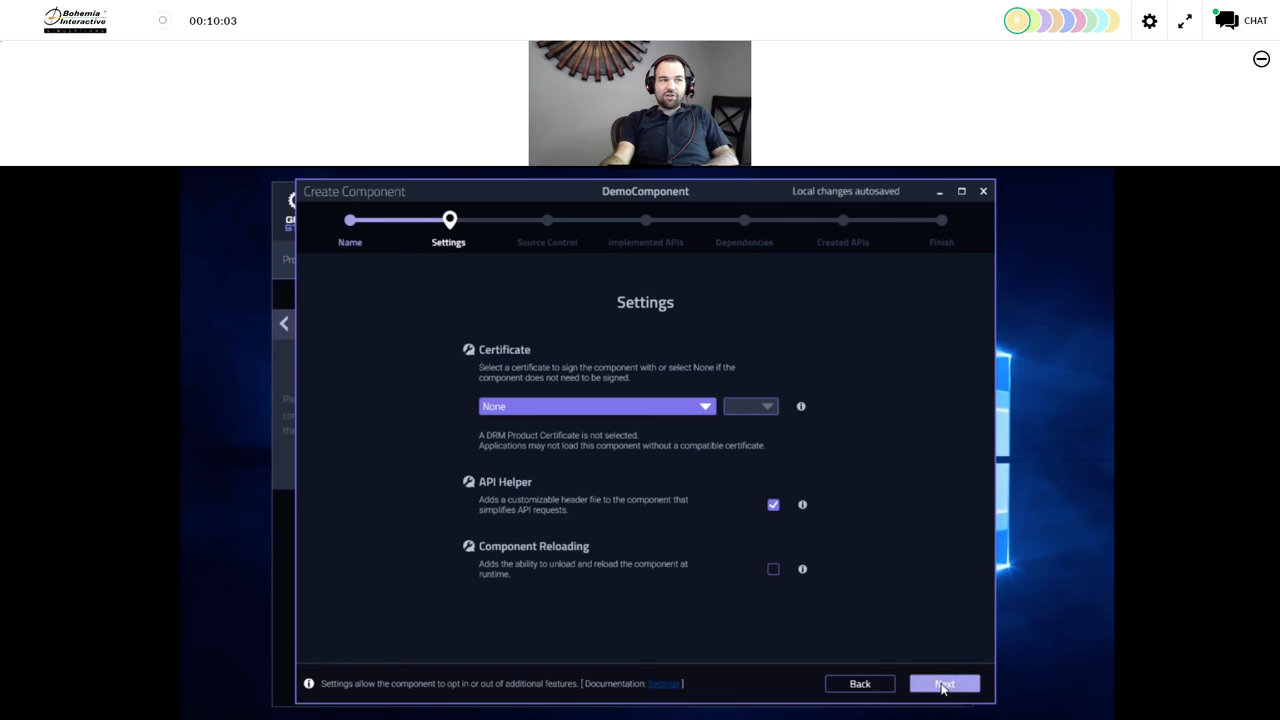 Bohemia
Interactive
SIMULATIONS
00:10:03
R
CHAT
Create Component
DemoComponent
Local changes autosaved
Name
Settings
Source Control
Implemented APIs
Dependencies
Created APIs
Finish
Settings
Certificate
Select a certificate to sign the component with or select None if the
component does not need to be signed.
None
A DRM Product Certificate is not selected.
Applications may not load this component without a compatible certificate.
API Helper
Adds a customizable header file to the component that
simplifies API requests.
Component Reloading
Adds the ability to unload and reload the component at
runtime.
Settings allow the component to opt in or out of additional features. [ Documentation: Settings ]
Back
Next